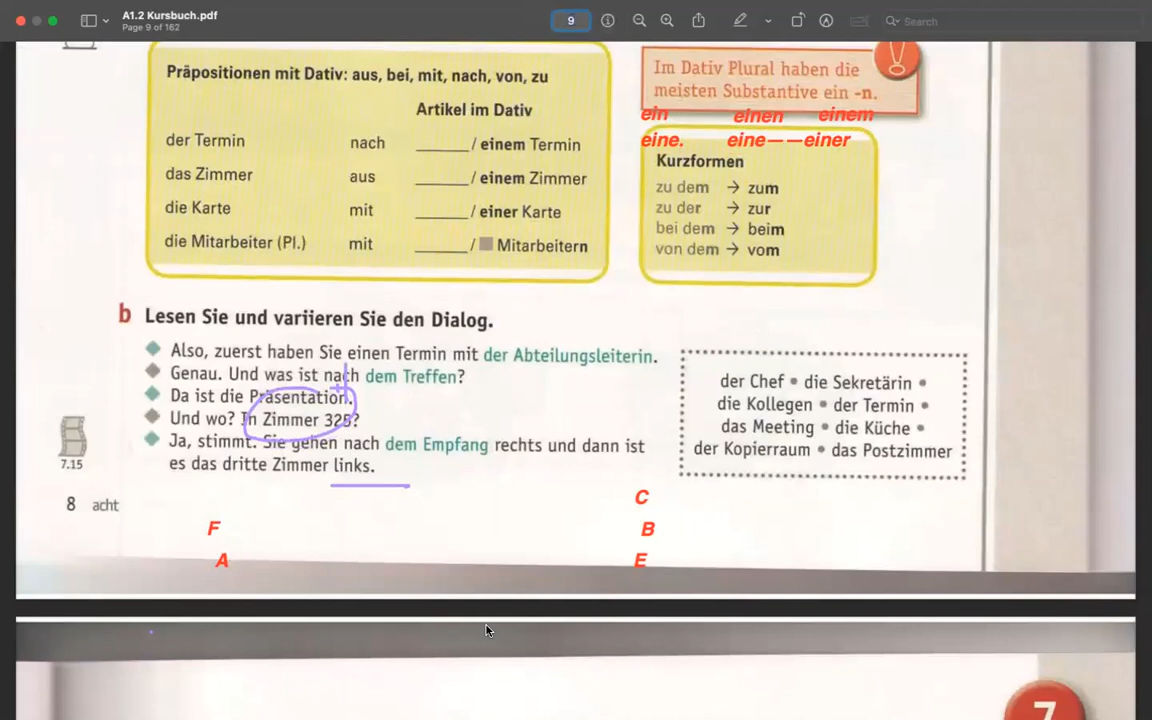 A1.2 Kursbuch.pdf
Page 9 of 162
9
Search
Präpositionen mit Dativ: aus, bei, mit, nach, von, zu
Artikel im Dativ
der Termin nach ______ / einem Termin
das Zimmer aus ______ / einem Zimmer
die Karte mit ______ / einer Karte
die Mitarbeiter (Pl.) mit ______ / Mitarbeitern
Im Dativ Plural haben die
meisten Substantive ein -n.
ein einen einem
eine. eine——einer
Kurzformen
zu dem → zum
zu der → zur
bei dem → beim
von dem → vom
b Lesen Sie und variieren Sie den Dialog.
Also, zuerst haben Sie einen Termin mit der Abteilungsleiterin.
Genau. Und was ist nach dem Treffen?
Da ist die Präsentation.
Und wo? In Zimmer 325?
Ja, stimmt. Sie gehen nach dem Empfang rechts und dann ist
es das dritte Zimmer links.
7.15
der Chef • die Sekretärin •
die Kollegen • der Termin •
das Meeting • die Küche •
der Kopierraum • das Postzimmer
8 acht
F
A
C
B
E
7